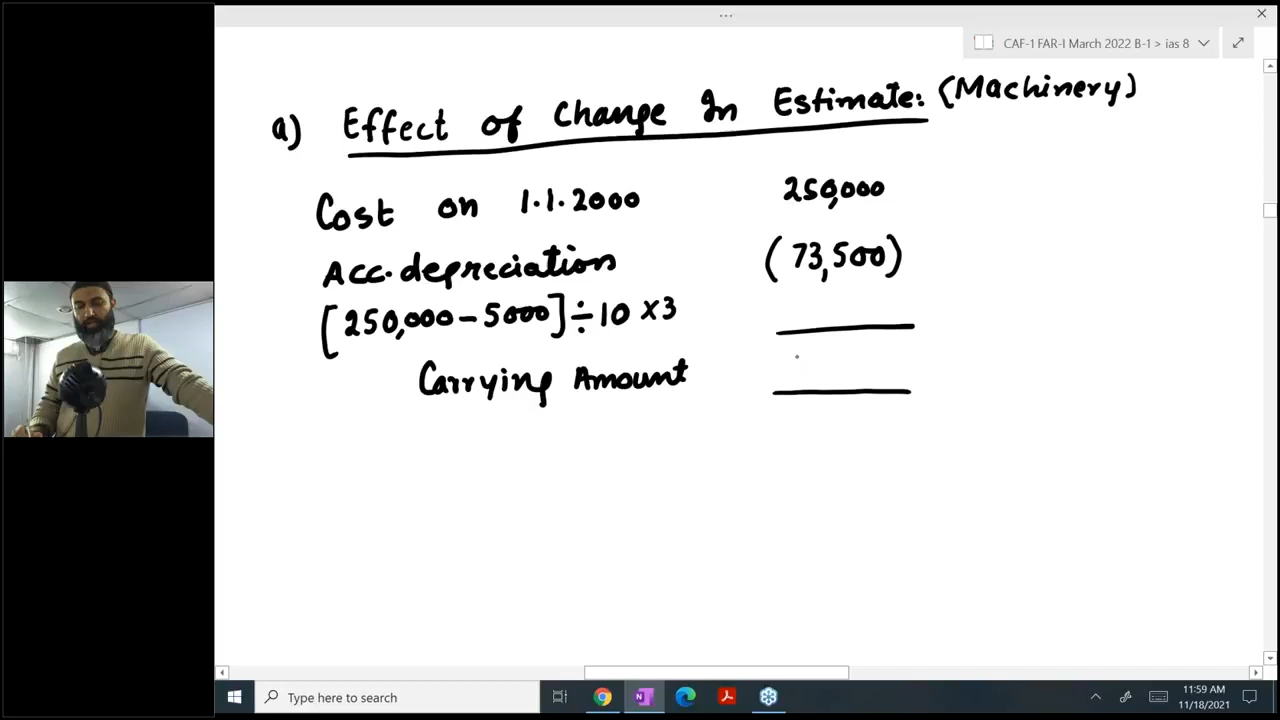 CAF-1 FAR-I March 2022 B-1 > ias 8
a) Effect of Change In Estimate: (Machinery)
Cost on 1.1.2000 250,000
Acc. depreciation (73,500)
[250,000 - 5000] ÷ 10 x 3
Carrying Amount
Type here to search
11:59 AM
11/18/2021